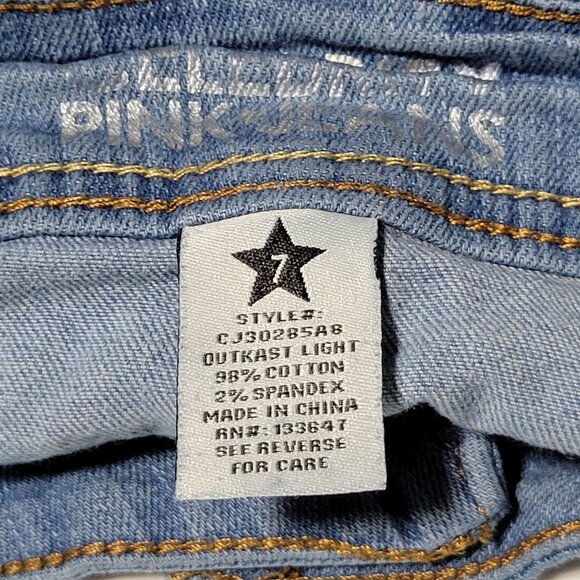 PINK JEANS
7
STYLE#:
CJ30285A8
OUTKAST LIGHT
98% COTTON
2% SPANDEX
MADE IN CHINA
RN#: 133647
SEE REVERSE
FOR CARE